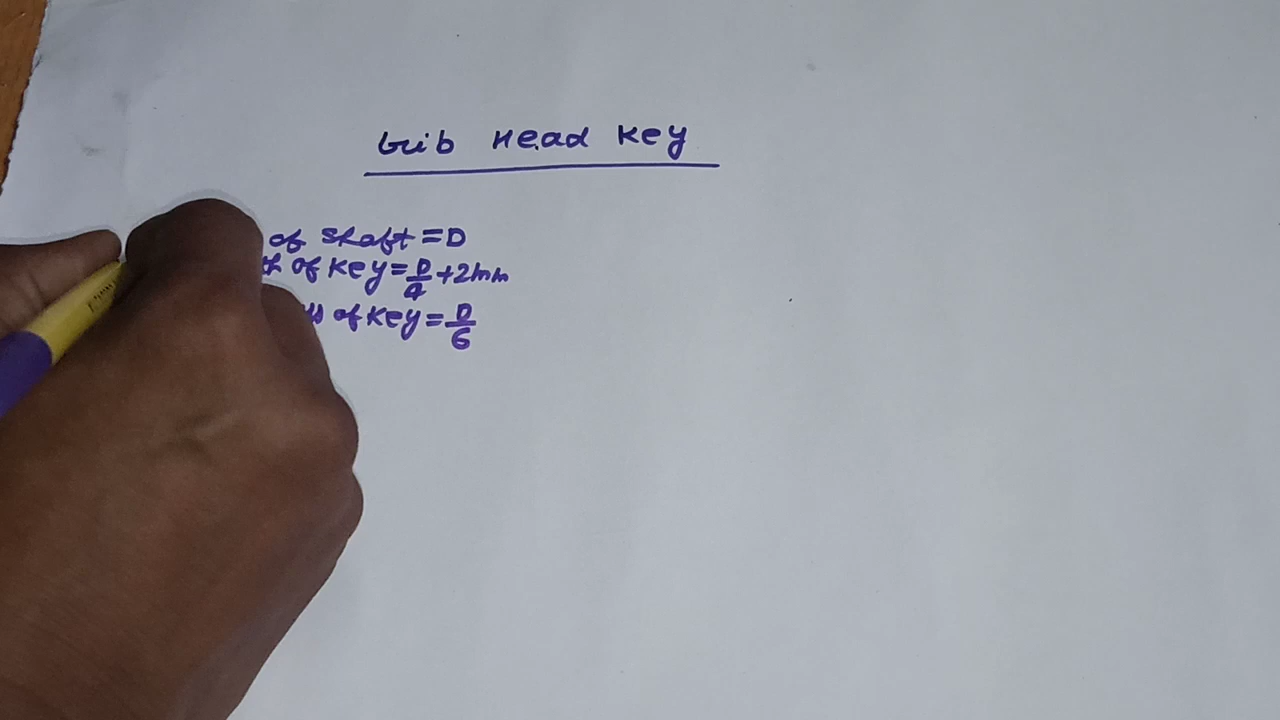 Gib Head Key
of shaft = D
of key = D/4 + 2mm
of key = D/6